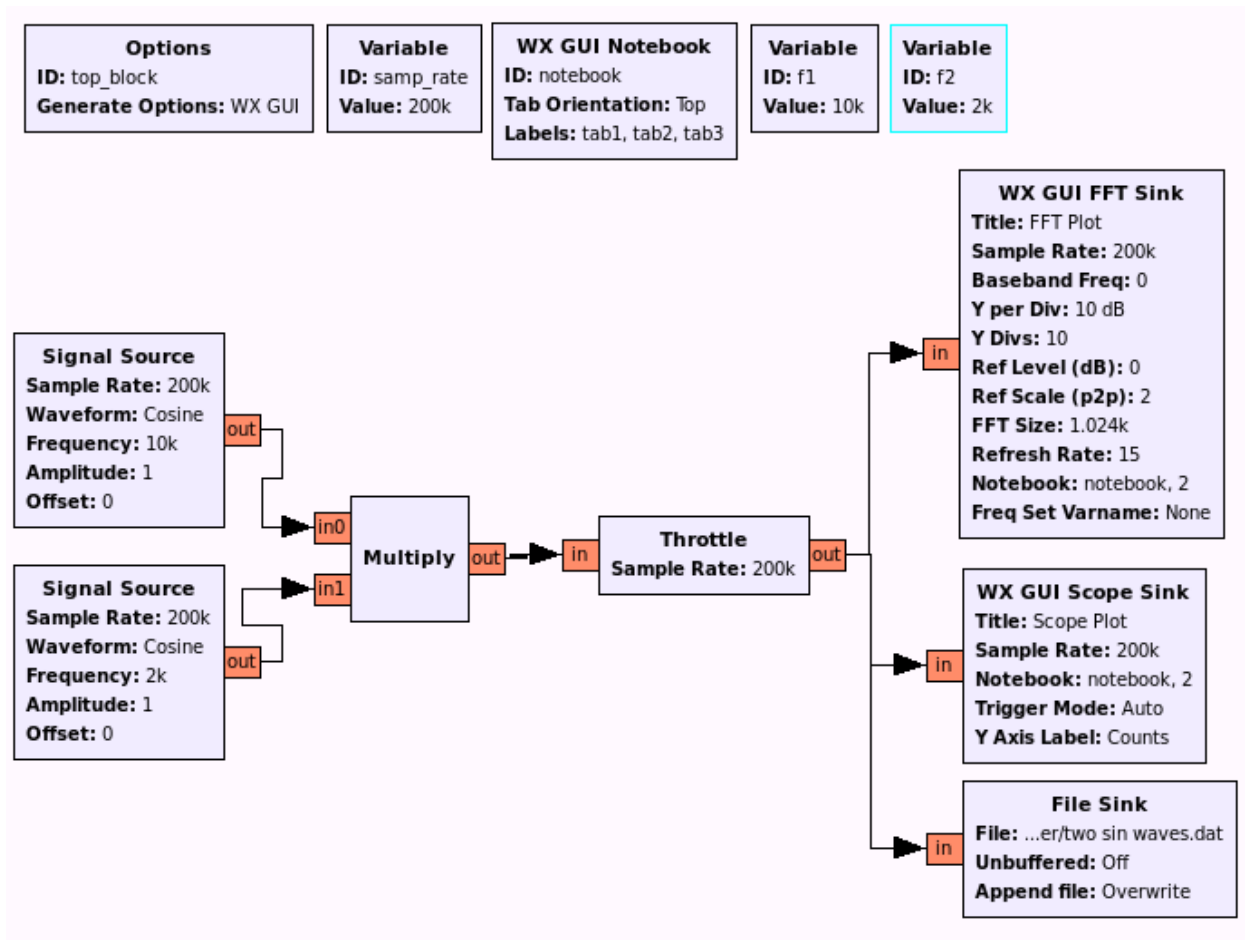 Options
ID: top_block
Generate Options: WX GUI
Variable
ID: samp_rate
Value: 200k
WX GUI Notebook
ID: notebook
Tab Orientation: Top
Labels: tab1, tab2, tab3
Variable
ID: f1
Value: 10k
Variable
ID: f2
Value: 2k
Signal Source
Sample Rate: 200k
Waveform: Cosine
Frequency: 10k
Amplitude: 1
Offset: 0
out
Signal Source
Sample Rate: 200k
Waveform: Cosine
Frequency: 2k
Amplitude: 1
Offset: 0
out
in0
in1
Multiply
out
in
Throttle
Sample Rate: 200k
out
in
WX GUI FFT Sink
Title: FFT Plot
Sample Rate: 200k
Baseband Freq: 0
Y per Div: 10 dB
Y Divs: 10
Ref Level (dB): 0
Ref Scale (p2p): 2
FFT Size: 1.024k
Refresh Rate: 15
Notebook: notebook, 2
Freq Set Varname: None
in
WX GUI Scope Sink
Title: Scope Plot
Sample Rate: 200k
Notebook: notebook, 2
Trigger Mode: Auto
Y Axis Label: Counts
in
File Sink
File: ...er/two sin waves.dat
Unbuffered: Off
Append file: Overwrite